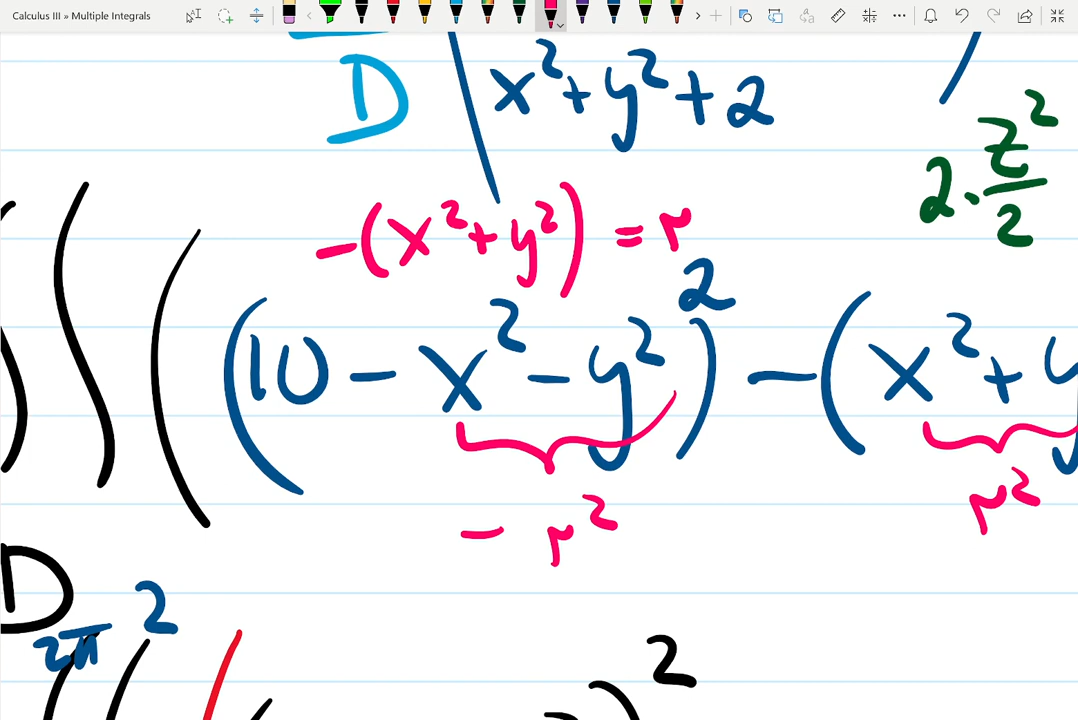 Calculus III » Multiple Integrals
D x² + y² + 2
2 · z²/2
-(x² + y²) = r
(10 - x² - y²)² - (x² + y
- r² r²
D
2π 2
2